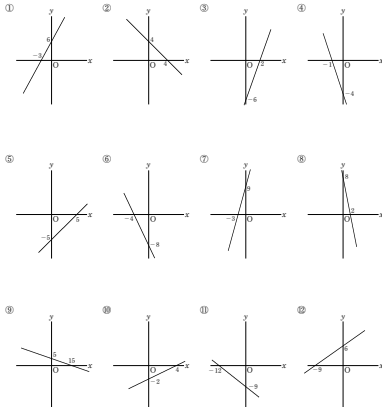 ① y 6 −3 O x
② y 4 4 O x
③ y 2 −6 O x
④ y −1 −4 O x
⑤ y 5 −5 O x
⑥ y −4 −8 O x
⑦ y 9 −3 O x
⑧ y 8 2 O x
⑨ y 5 15 O x
⑩ y 4 −2 O x
⑪ y −12 −9 O x
⑫ y 6 −9 O x